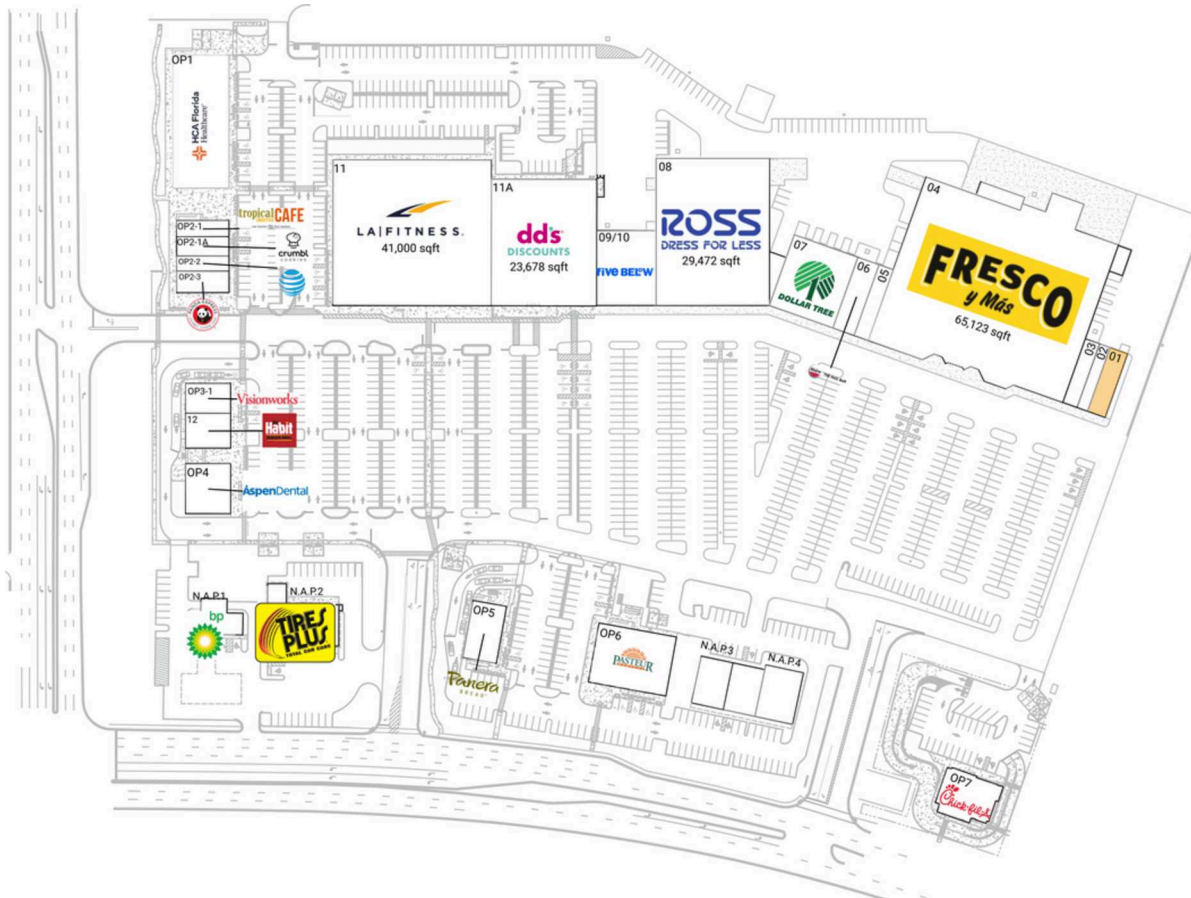 OP1
HCA Florida
Healthcare
OP2-1
OP2-1A
OP2-2
OP2-3
tropical
CAFE
crumbl
COOKIES
11
LA|FITNESS.
41,000 sqft
11A
dd's
DISCOUNTS
23,678 sqft
09/10
FIVE BELOW
08
ROSS
DRESS FOR LESS
29,472 sqft
07
DOLLAR TREE
06
05
04
FRESCO
y Más
65,123 sqft
03
02
01
OP3-1
Visionworks
12
Habit
OP4
AspenDental
N.A.P.1
bp
N.A.P.2
TIRES
PLUS
TOTAL CAR CARE
OP5
Panera
BREAD
OP6
PASTEUR
N.A.P.3
N.A.P.4
OP7
Chick-fil-A